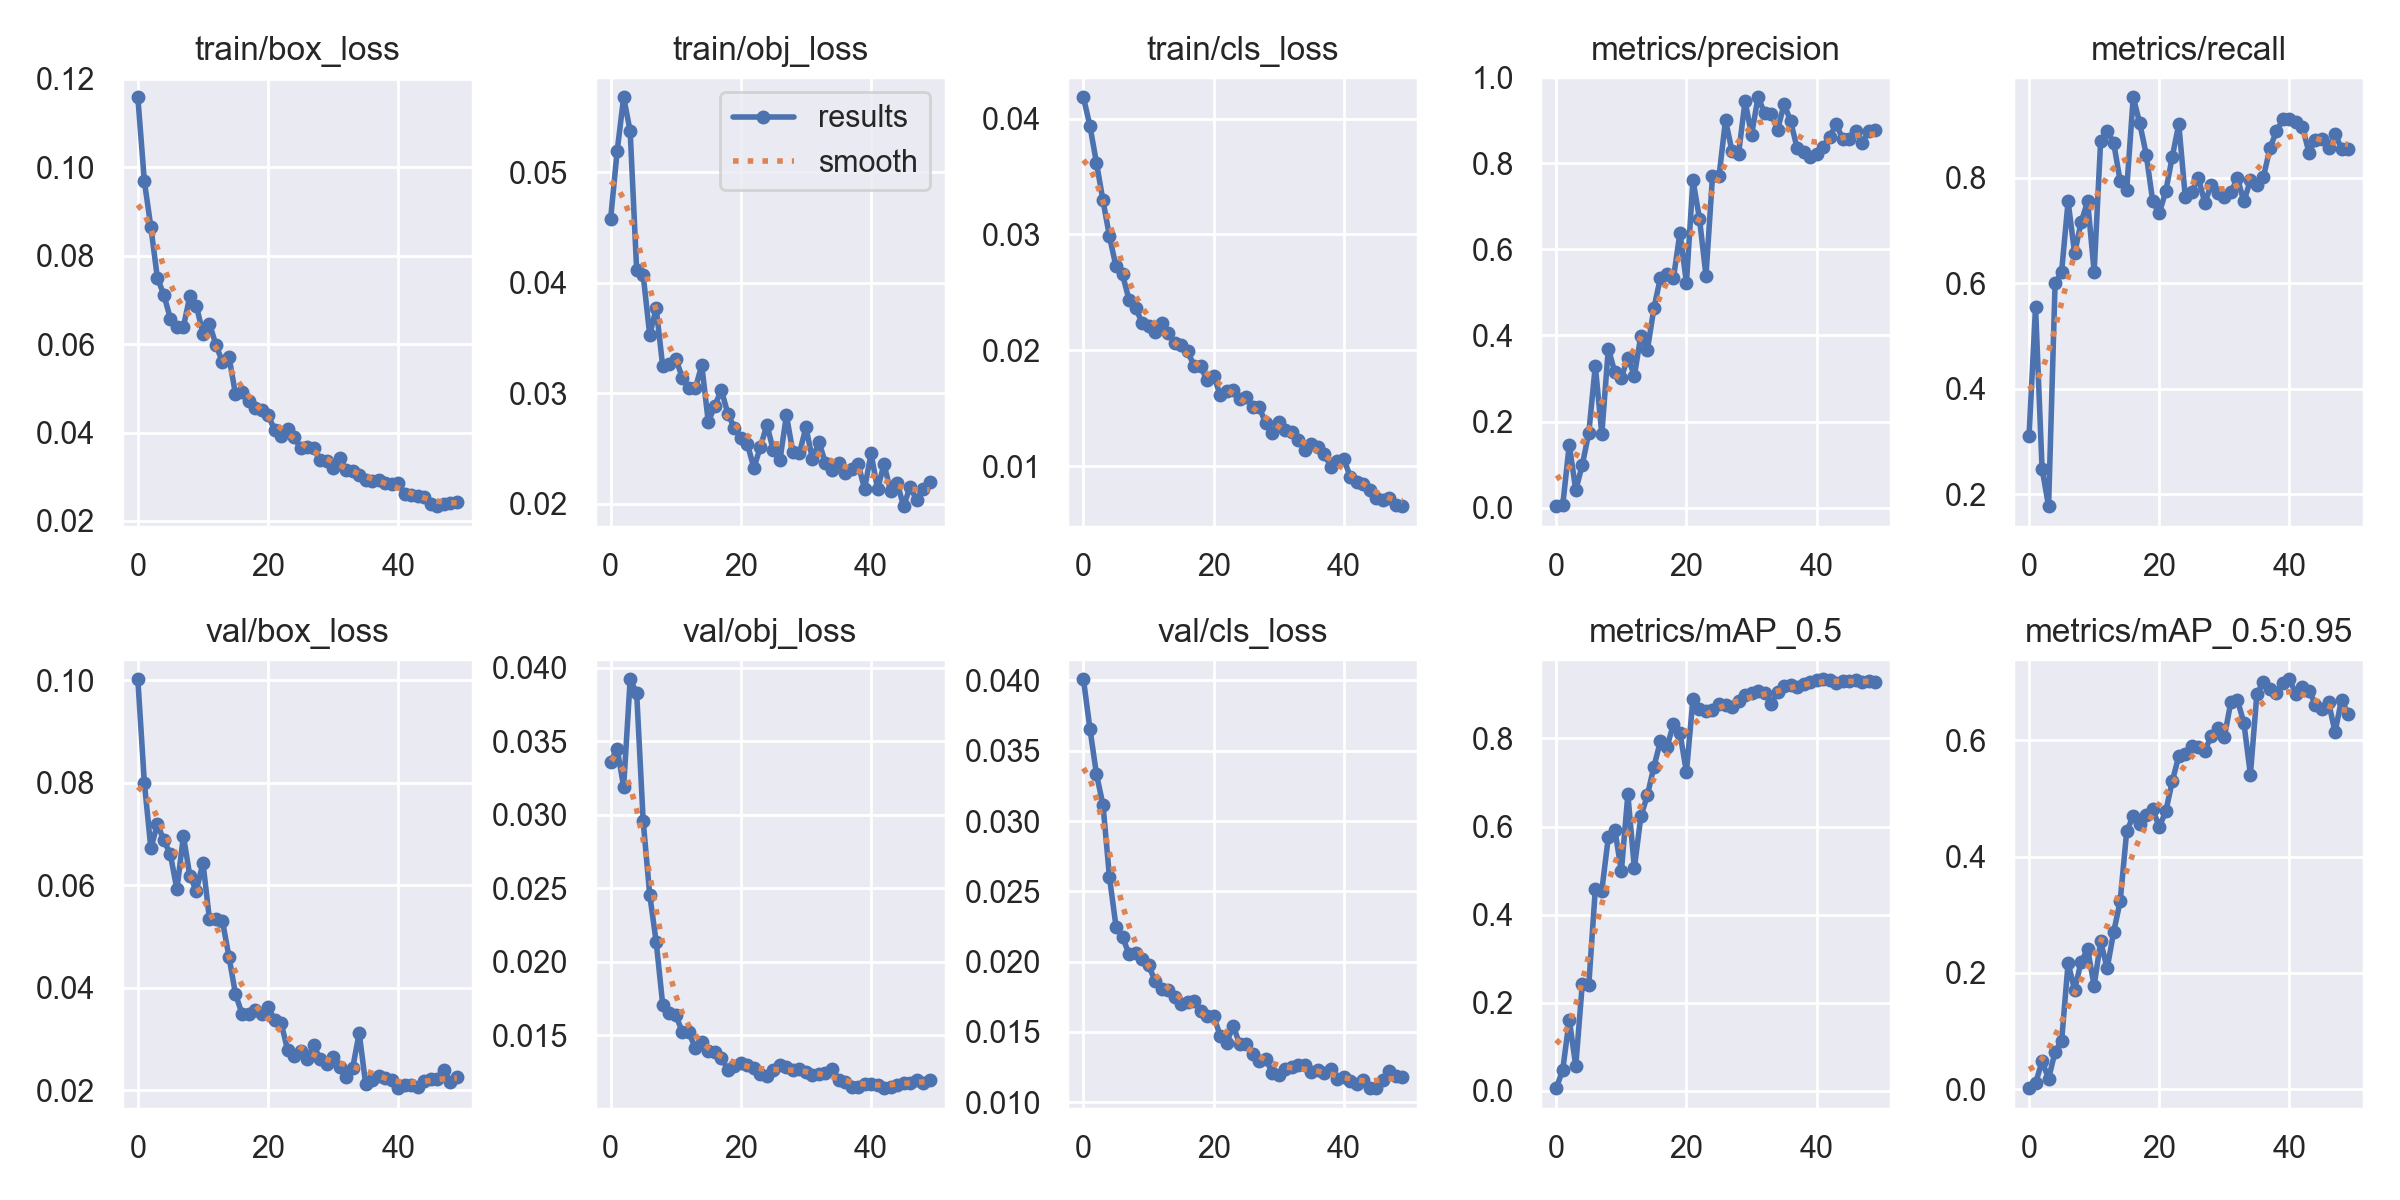 train/box_loss
0.12
0.10
0.08
0.06
0.04
0.02
0 20 40
train/obj_loss
results
smooth
0.05
0.04
0.03
0.02
0 20 40
train/cls_loss
0.04
0.03
0.02
0.01
0 20 40
metrics/precision
1.0
0.8
0.6
0.4
0.2
0.0
0 20 40
metrics/recall
0.8
0.6
0.4
0.2
0 20 40
val/box_loss
0.10
0.08
0.06
0.04
0.02
0 20 40
val/obj_loss
0.040
0.035
0.030
0.025
0.020
0.015
0 20 40
val/cls_loss
0.040
0.035
0.030
0.025
0.020
0.015
0.010
0 20 40
metrics/mAP_0.5
0.8
0.6
0.4
0.2
0.0
0 20 40
metrics/mAP_0.5:0.95
0.6
0.4
0.2
0.0
0 20 40